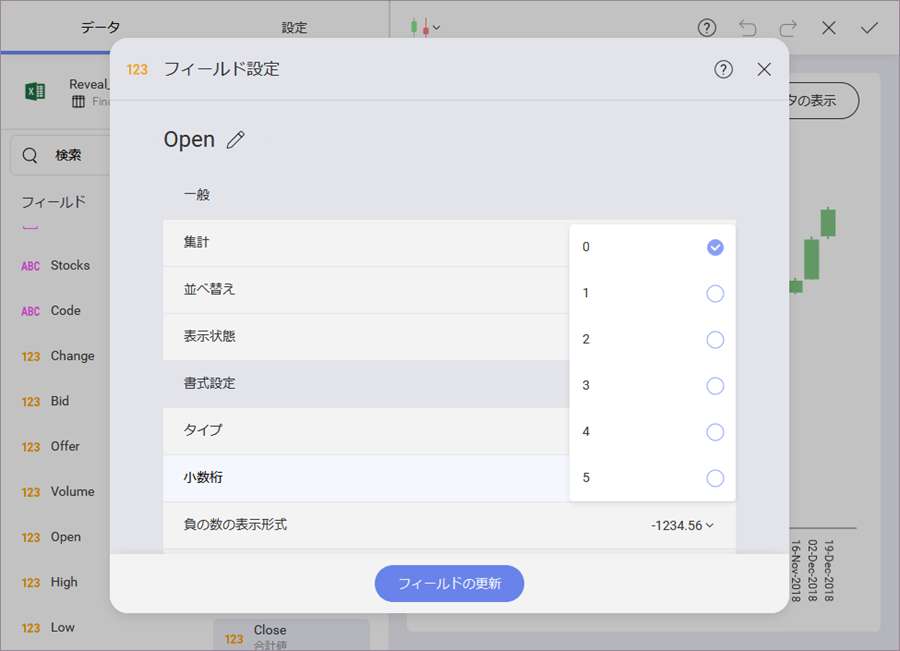 データ
設定
123 フィールド設定
Reveal_
Fina
タの表示
Open
検索
一般
フィールド
集計
並べ替え
表示状態
書式設定
タイプ
小数桁
負の数の表示形式
-1234.56
0
1
2
3
4
5
ABC Stocks
ABC Code
123 Change
123 Bid
123 Offer
123 Volume
123 Open
123 High
123 Low
16-Nov-2018
02-Dec-2018
19-Dec-2018
フィールドの更新
123 Close
合計値